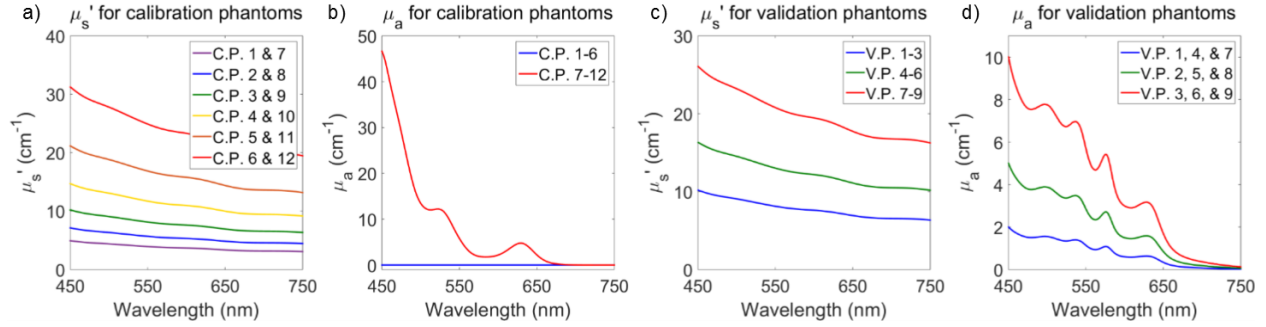 a) μs' for calibration phantoms
40
30
20
10
0
μs' (cm-1)
C.P. 1 & 7
C.P. 2 & 8
C.P. 3 & 9
C.P. 4 & 10
C.P. 5 & 11
C.P. 6 & 12
450 550 650 750
Wavelength (nm)
b) μa for calibration phantoms
50
40
30
20
10
0
μa (cm-1)
C.P. 1-6
C.P. 7-12
450 550 650 750
Wavelength (nm)
c) μs' for validation phantoms
30
20
10
0
μs' (cm-1)
V.P. 1-3
V.P. 4-6
V.P. 7-9
450 550 650 750
Wavelength (nm)
d) μa for validation phantoms
10
8
6
4
2
0
μa (cm-1)
V.P. 1, 4, & 7
V.P. 2, 5, & 8
V.P. 3, 6, & 9
450 550 650 750
Wavelength (nm)